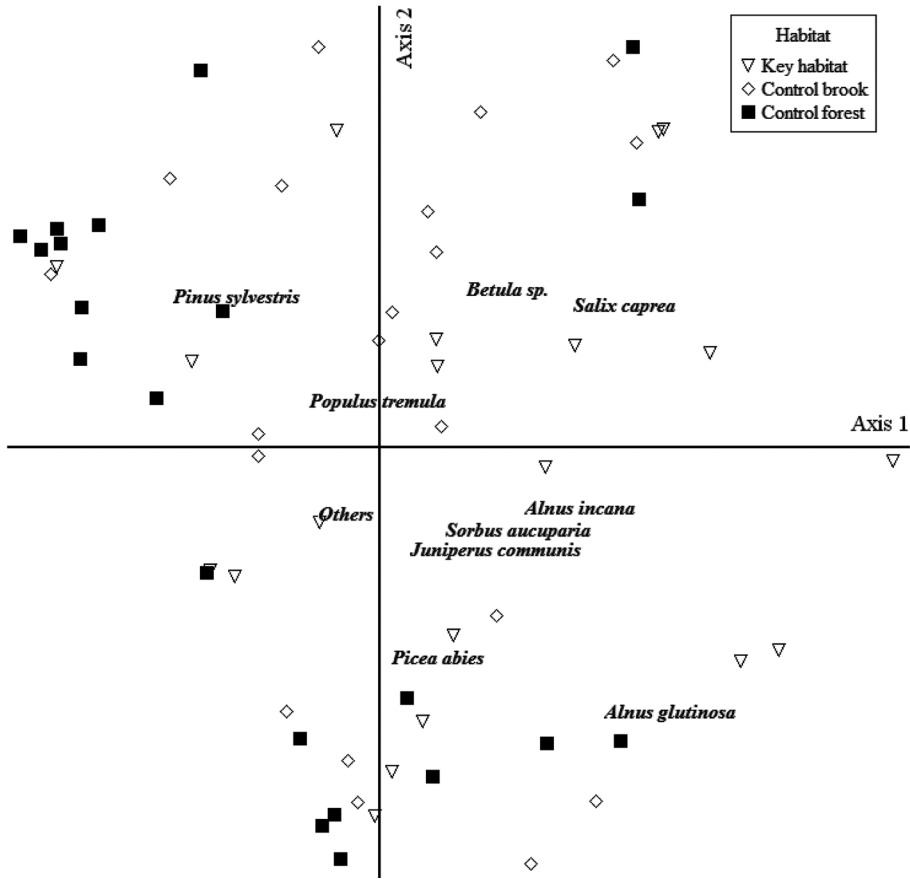 Axis 2
Habitat
Key habitat
Control brook
Control forest
Betula sp.
Pinus sylvestris
Salix caprea
Populus tremula
Axis 1
Alnus incana
Others
Sorbus aucuparia
Juniperus communis
Picea abies
Alnus glutinosa